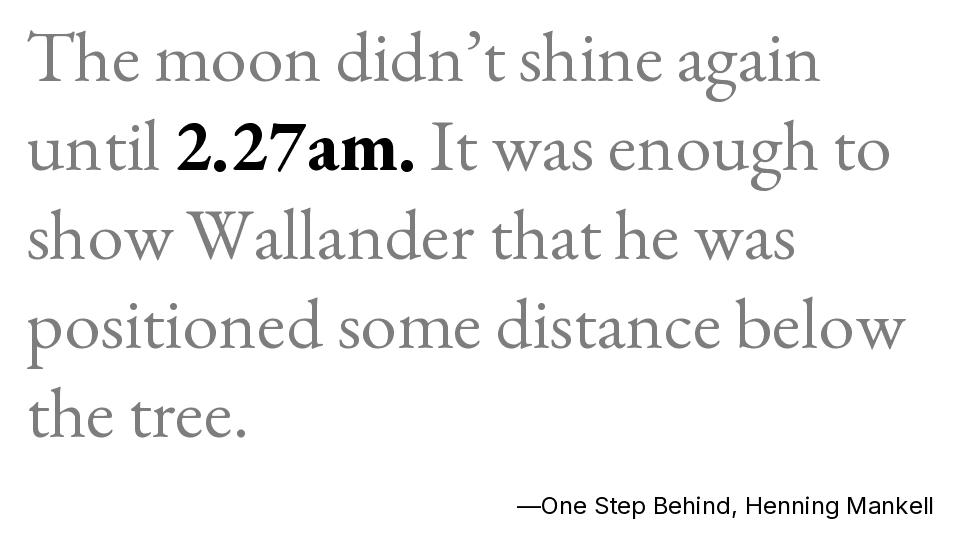 The moon didn’t shine again
until 2.27am. It was enough to
show Wallander that he was
positioned some distance below
the tree.
—One Step Behind, Henning Mankell